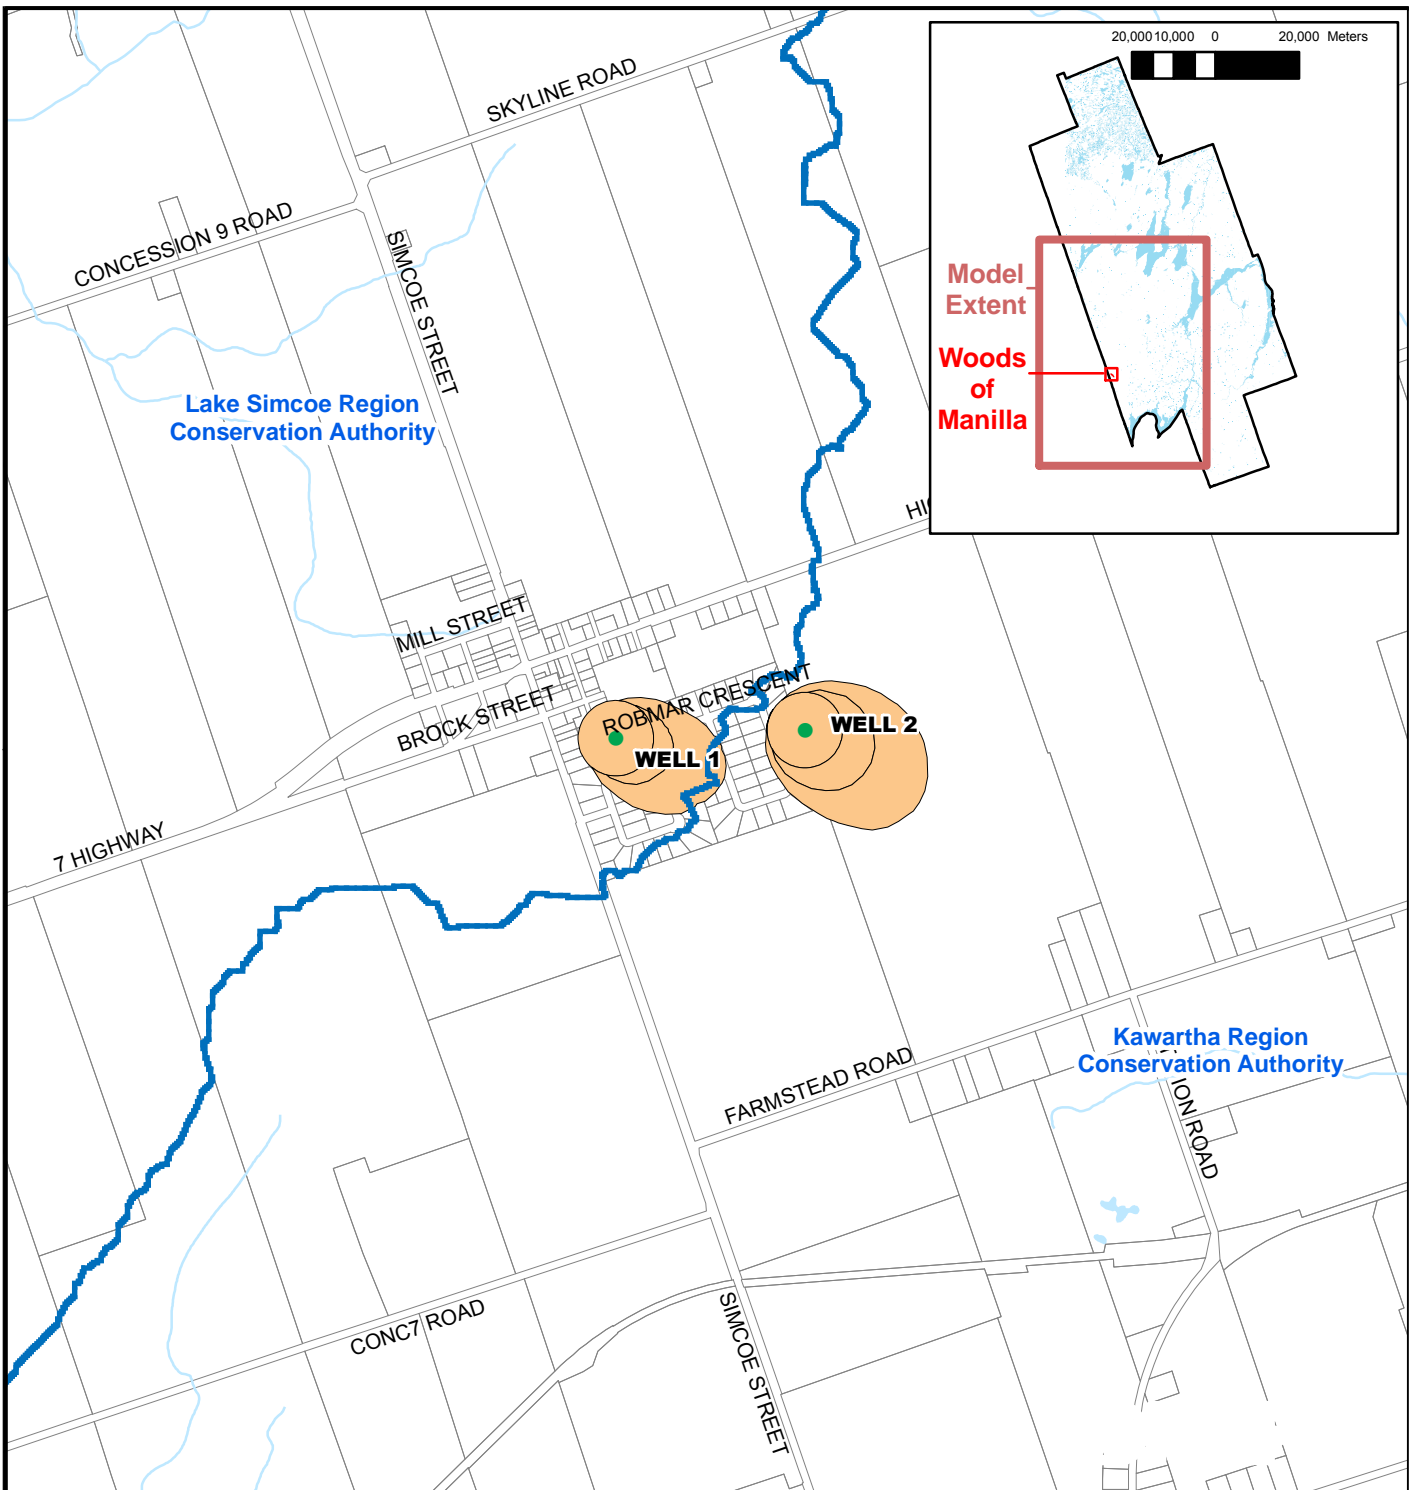 20,000 10,000 0 20,000 Meters
SKYLINE ROAD
CONCESSION 9 ROAD
SIMCOE STREET
Model
Extent
Woods
of
Manilla
Lake Simcoe Region
Conservation Authority
MILL STREET
BROCK STREET
ROBMAR CRESCENT
WELL 1
WELL 2
7 HIGHWAY
Kawartha Region
Conservation Authority
FARMSTEAD ROAD
ION ROAD
CONC7 ROAD
SIMCOE STREET